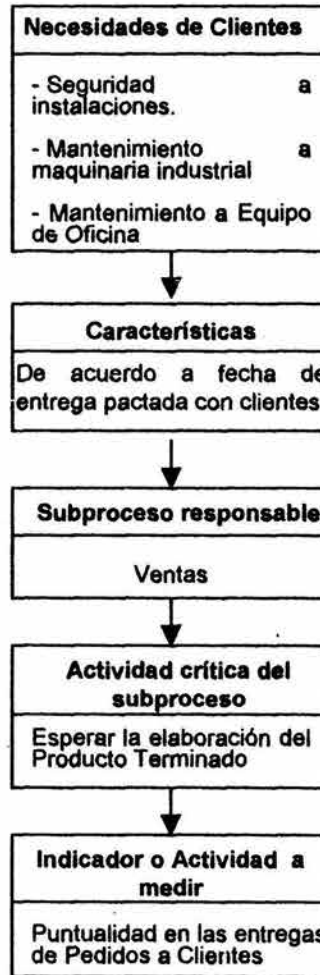 Necesidades de Clientes
- Seguridad a
instalaciones.
- Mantenimiento a
maquinaria industrial
- Mantenimiento a Equipo
de Oficina
Características
De acuerdo a fecha de
entrega pactada con clientes
Subproceso responsable
Ventas
Actividad crítica del
subproceso
Esperar la elaboración del
Producto Terminado
Indicador o Actividad a
medir
Puntualidad en las entregas
de Pedidos a Clientes